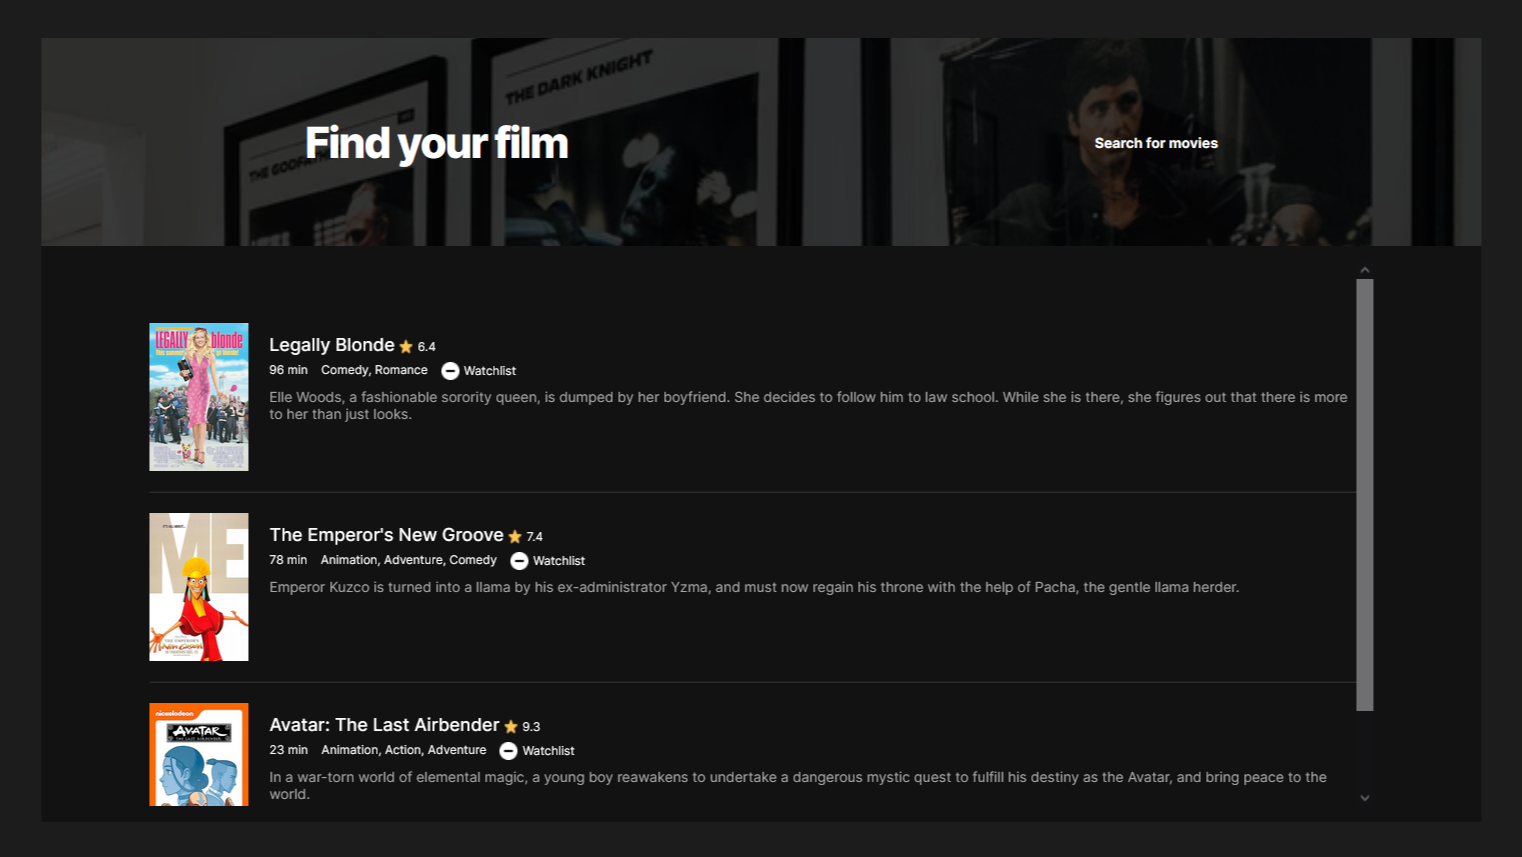 THE DARK KNIGHT
Find your film
Search for movies
LEGALLY blonde
Legally Blonde 6.4
96 min Comedy, Romance Watchlist
Elle Woods, a fashionable sorority queen, is dumped by her boyfriend. She decides to follow him to law school. While she is there, she figures out that there is more
to her than just looks.
ME
The Emperor's New Groove 7.4
78 min Animation, Adventure, Comedy Watchlist
Emperor Kuzco is turned into a llama by his ex-administrator Yzma, and must now regain his throne with the help of Pacha, the gentle llama herder.
nickelodeon
AVATAR
THE LAST AIRBENDER
Avatar: The Last Airbender 9.3
23 min Animation, Action, Adventure Watchlist
In a war-torn world of elemental magic, a young boy reawakens to undertake a dangerous mystic quest to fulfill his destiny as the Avatar, and bring peace to the
world.